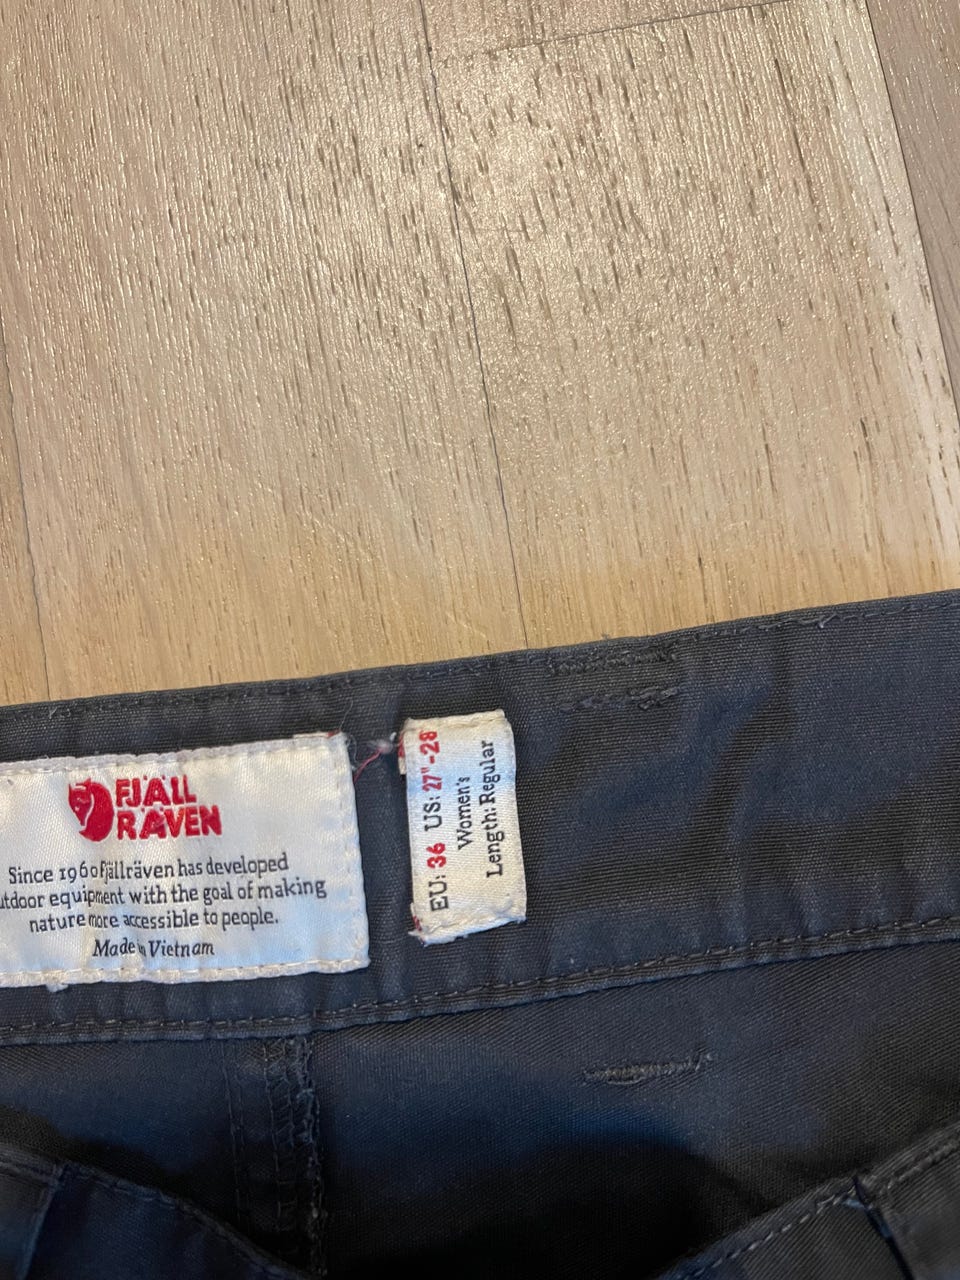 FJÄLL
RÄVEN
Since 1960 Fjällräven has developed
equipment with the goal of making
nature more accessible to people.
Made in Vietnam
EU: 36 US: 27"-28
Women's
Length: Regular